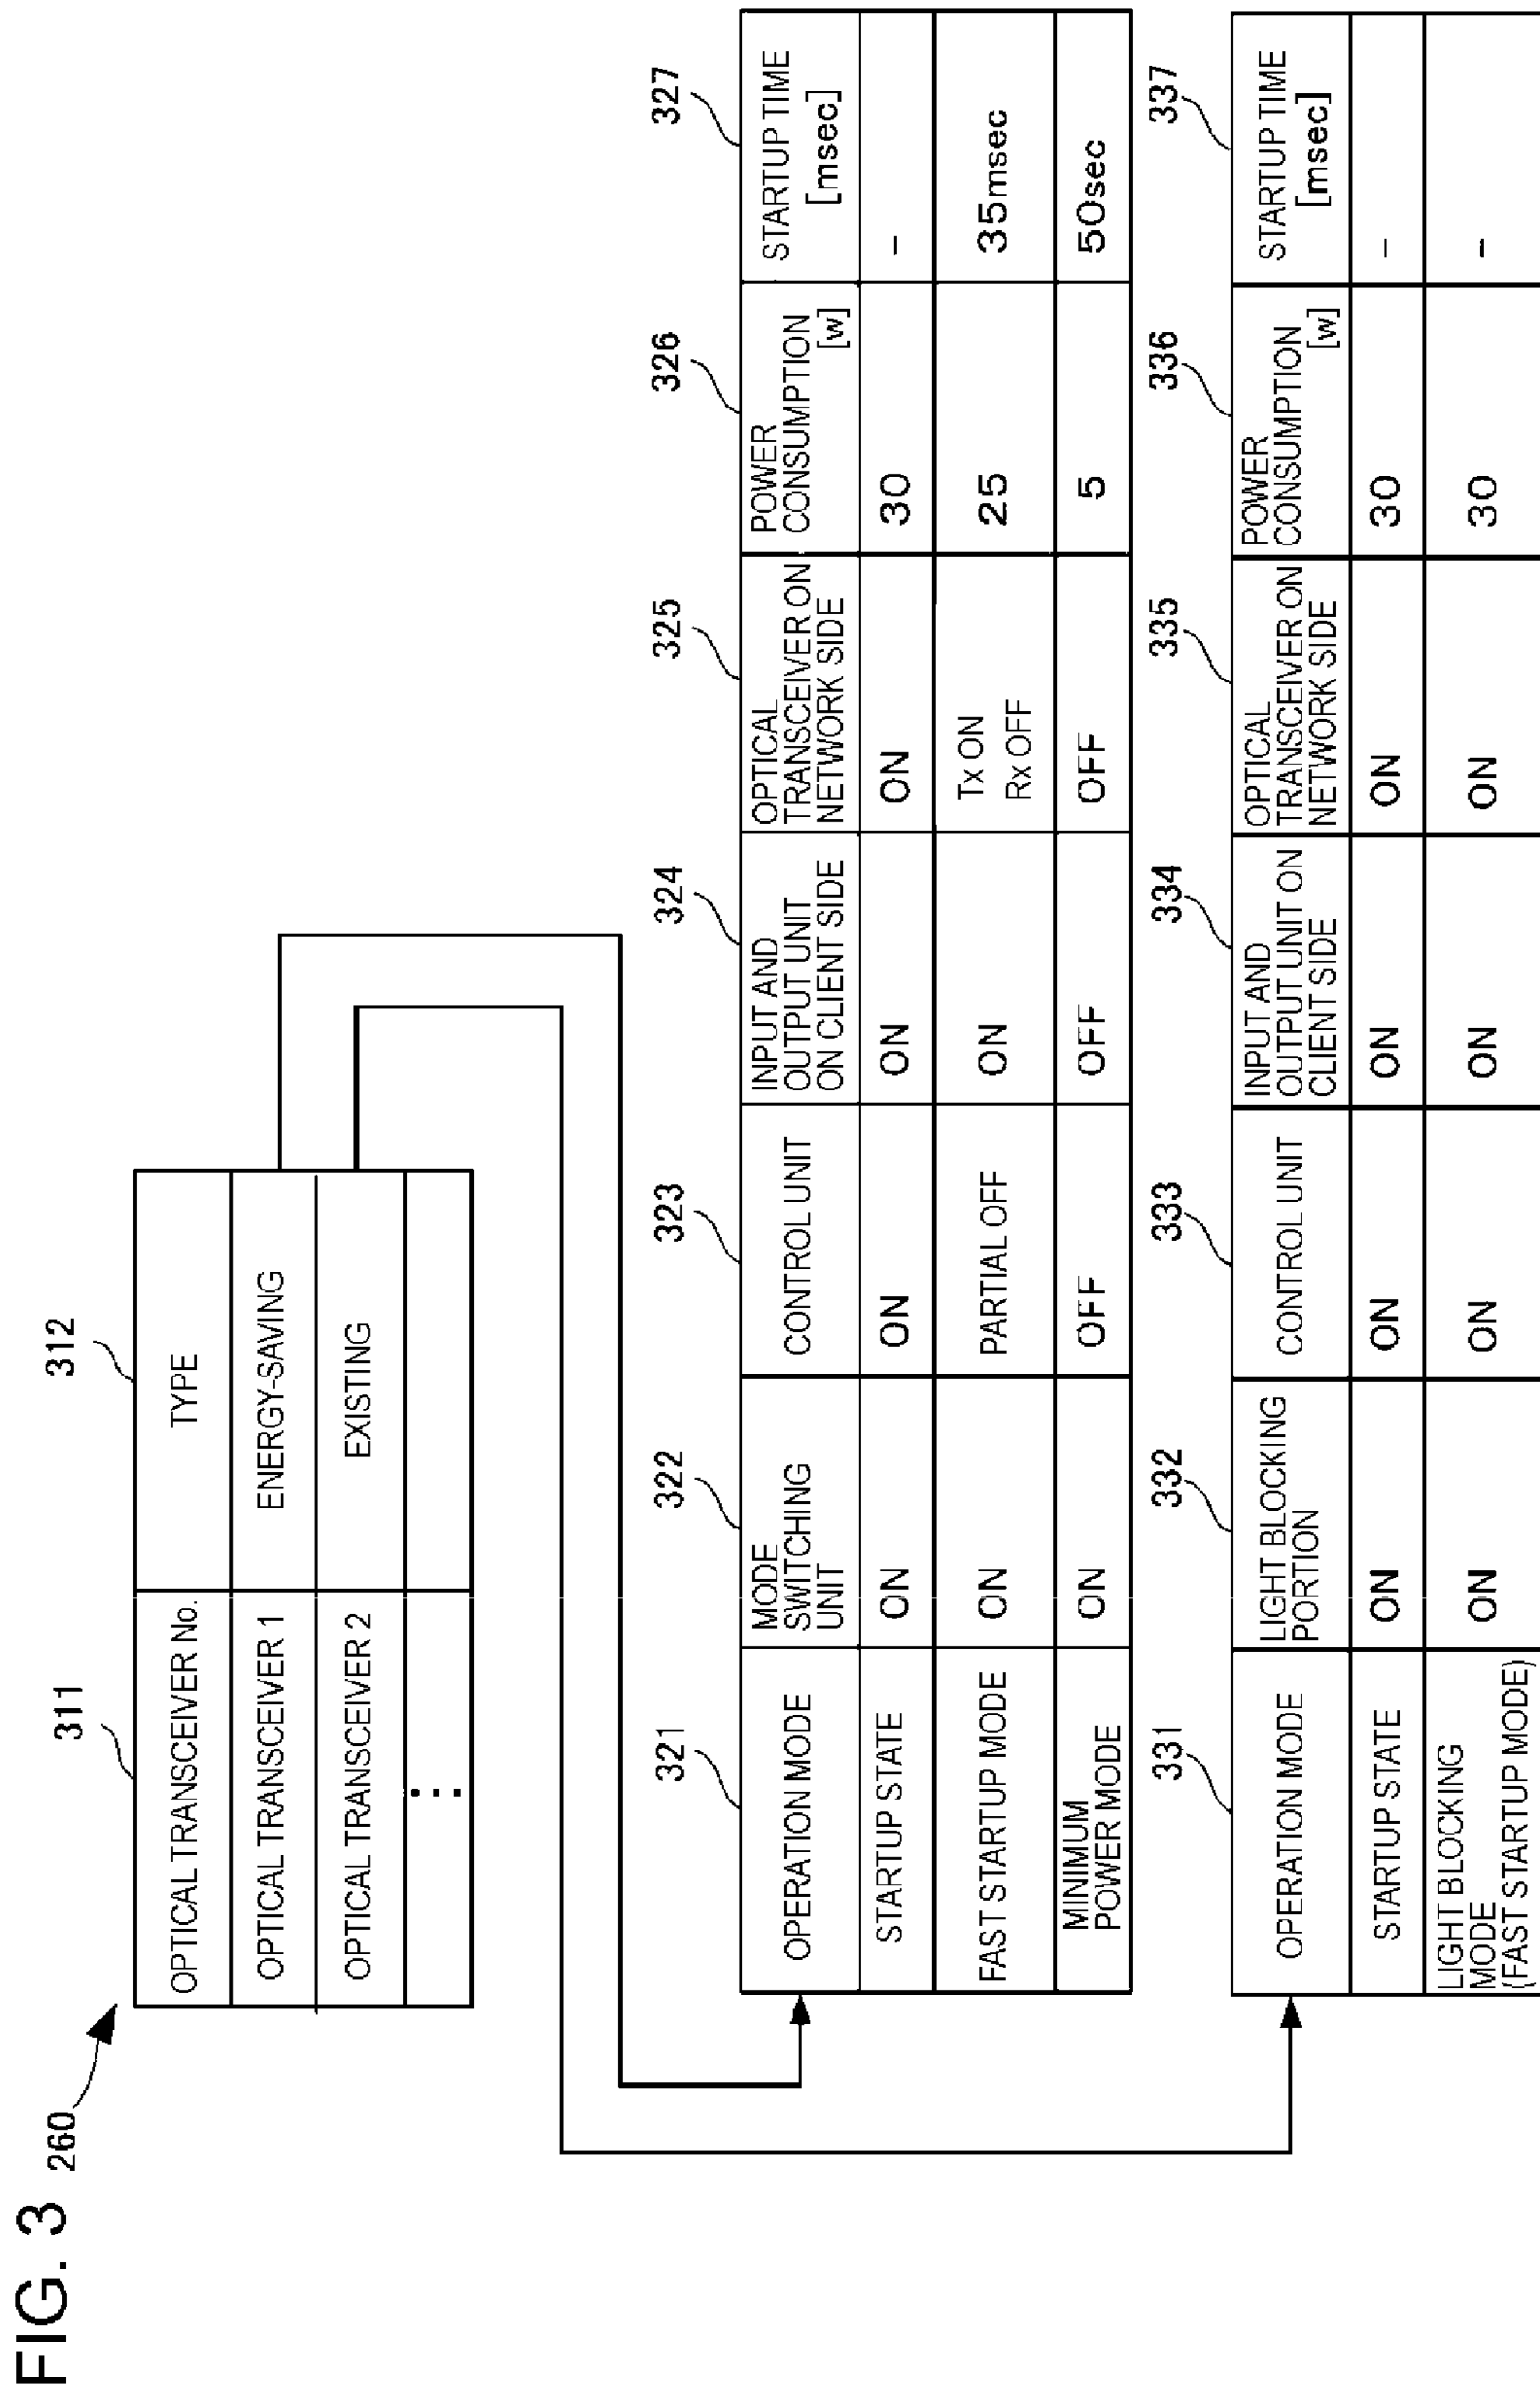 FIG. 3
260
311
312
OPTICAL TRANSCEIVER No.
TYPE
OPTICAL TRANSCEIVER 1
ENERGY-SAVING
OPTICAL TRANSCEIVER 2
EXISTING
⋮
321
322
323
324
325
326
327
OPERATION MODE
MODE
SWITCHING
UNIT
CONTROL UNIT
INPUT AND
OUTPUT UNIT
ON CLIENT SIDE
OPTICAL
TRANSCEIVER ON
NETWORK SIDE
POWER
CONSUMPTION
[w]
STARTUP TIME
[msec]
STARTUP STATE
ON
ON
ON
ON
30
–
FAST STARTUP MODE
ON
PARTIAL OFF
ON
Tx ON
Rx OFF
25
35msec
MINIMUM
POWER MODE
ON
OFF
OFF
OFF
5
50sec
331
332
333
334
335
336
337
OPERATION MODE
LIGHT BLOCKING
PORTION
CONTROL UNIT
INPUT AND
OUTPUT UNIT ON
CLIENT SIDE
OPTICAL
TRANSCEIVER ON
NETWORK SIDE
POWER
CONSUMPTION
[w]
STARTUP TIME
[msec]
STARTUP STATE
ON
ON
ON
ON
30
–
LIGHT BLOCKING
MODE
(FAST STARTUP MODE)
ON
ON
ON
ON
30
–